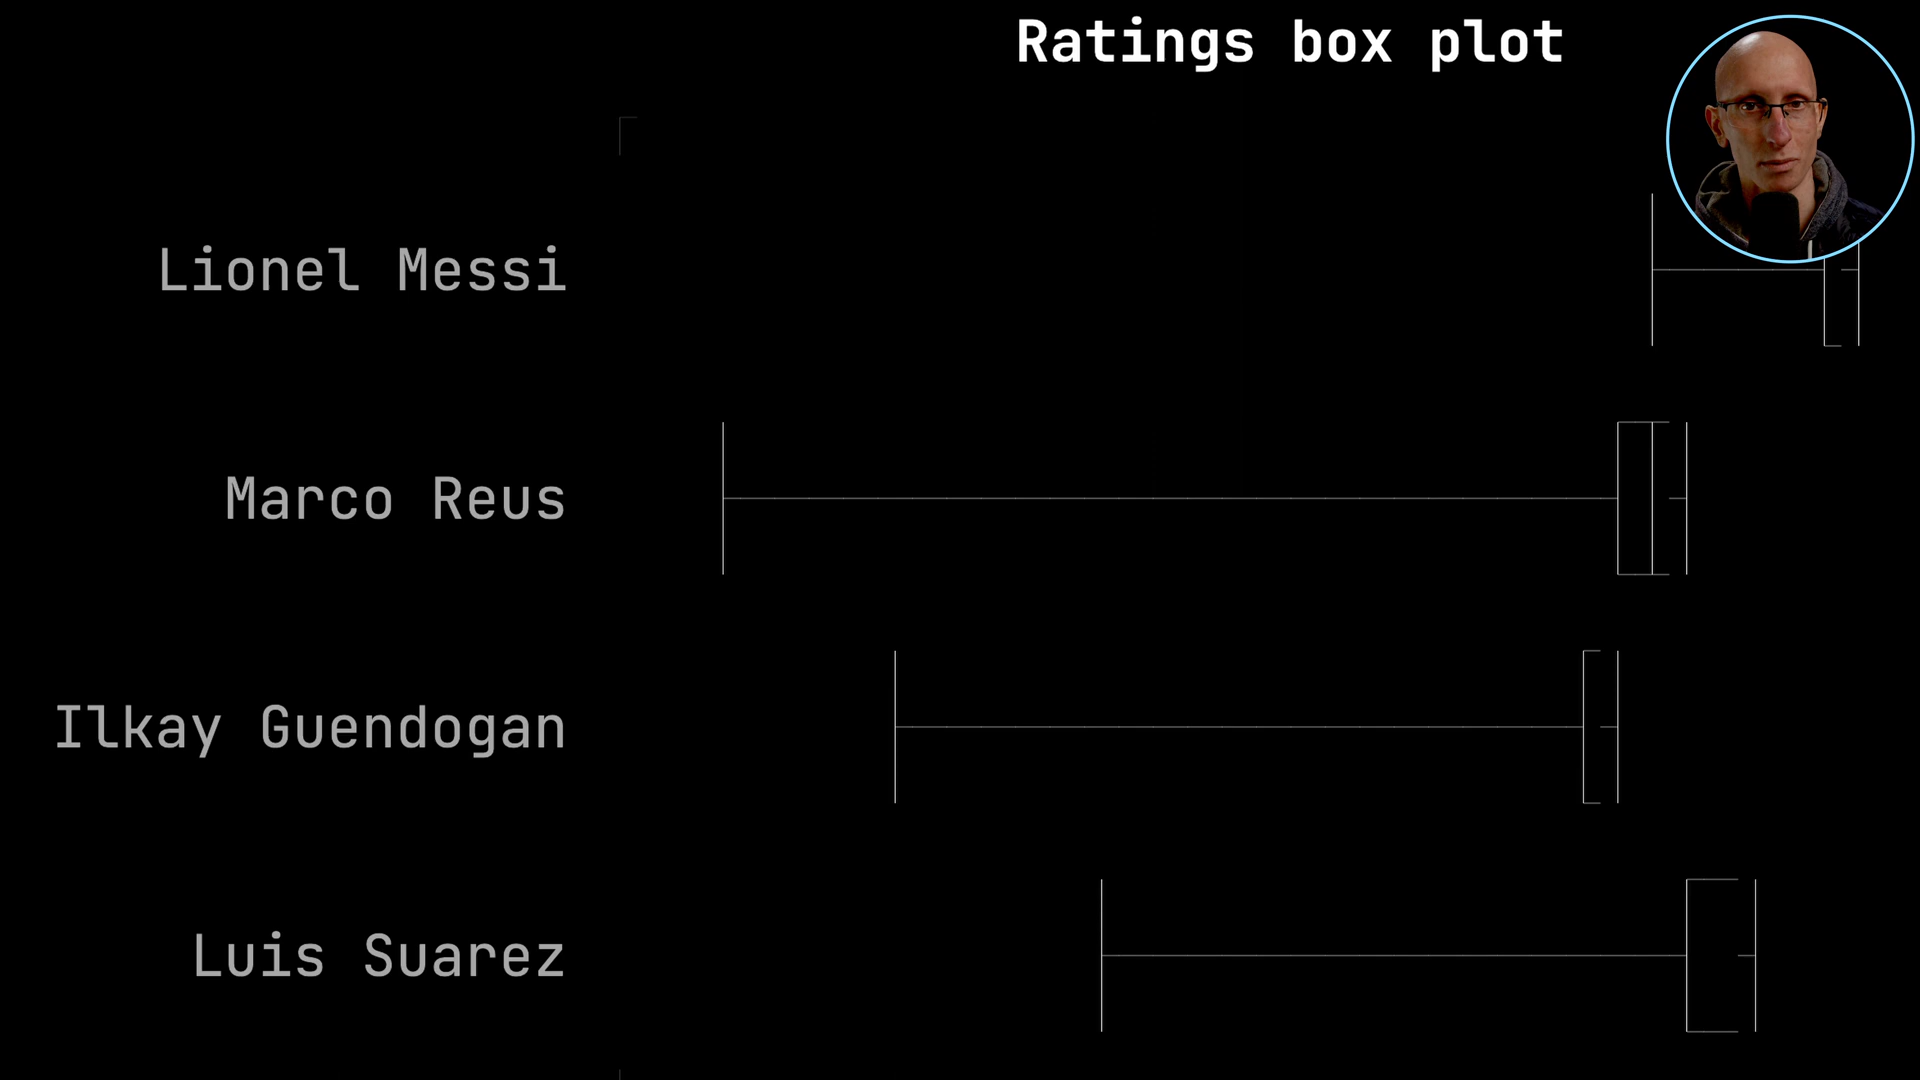 Ratings box plot
Lionel Messi
Marco Reus
Ilkay Guendogan
Luis Suarez